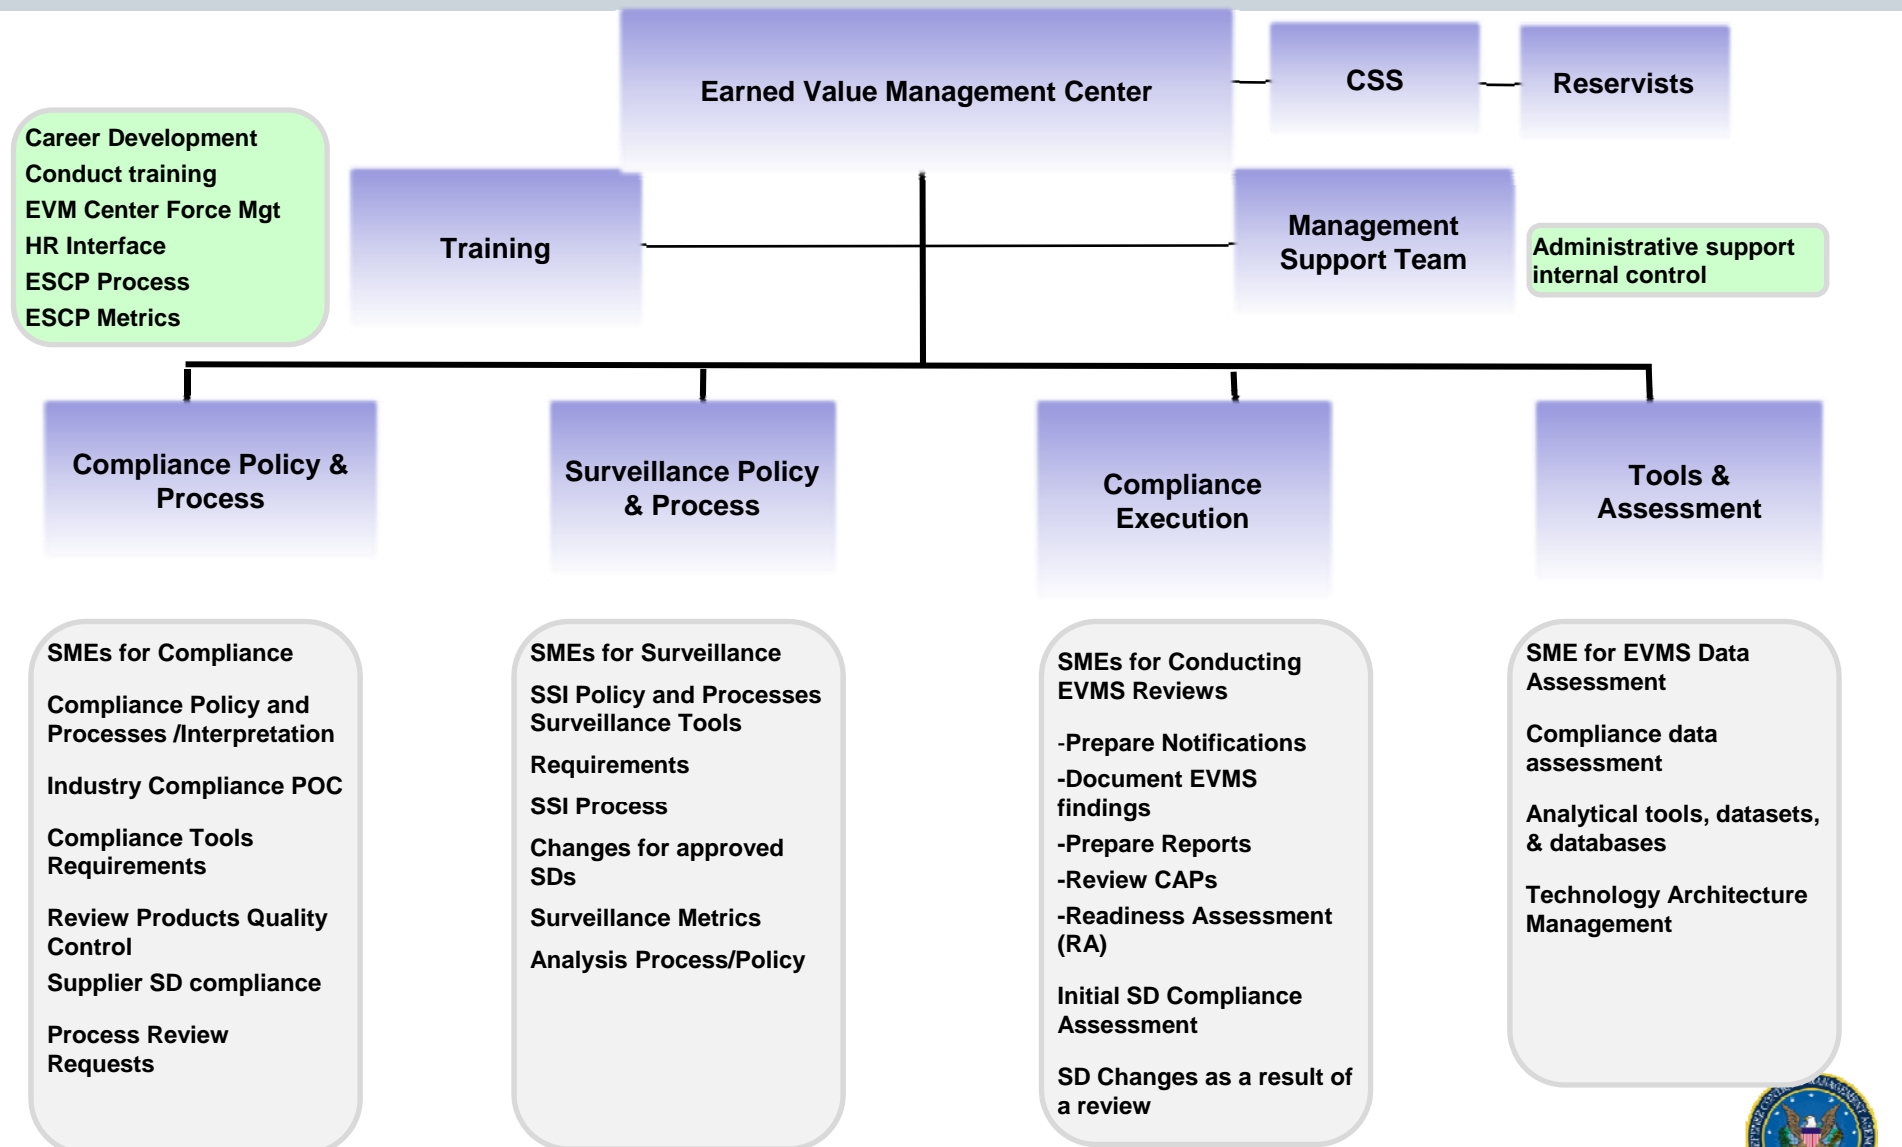 Earned Value Management Center
CSS
Reservists
Career Development
Conduct training
EVM Center Force Mgt
HR Interface
ESCP Process
ESCP Metrics
Training
Management
Support Team
Administrative support
internal control
Compliance Policy &
Process
Surveillance Policy
& Process
Compliance
Execution
Tools &
Assessment
SMEs for Compliance
Compliance Policy and
Processes /Interpretation
Industry Compliance POC
Compliance Tools
Requirements
Review Products Quality
Control
Supplier SD compliance
Process Review
Requests
SMEs for Surveillance
SSI Policy and Processes
Surveillance Tools
Requirements
SSI Process
Changes for approved
SDs
Surveillance Metrics
Analysis Process/Policy
SMEs for Conducting
EVMS Reviews
-Prepare Notifications
-Document EVMS
findings
-Prepare Reports
-Review CAPs
-Readiness Assessment
(RA)
Initial SD Compliance
Assessment
SD Changes as a result of
a review
SME for EVMS Data
Assessment
Compliance data
assessment
Analytical tools, datasets,
& databases
Technology Architecture
Management